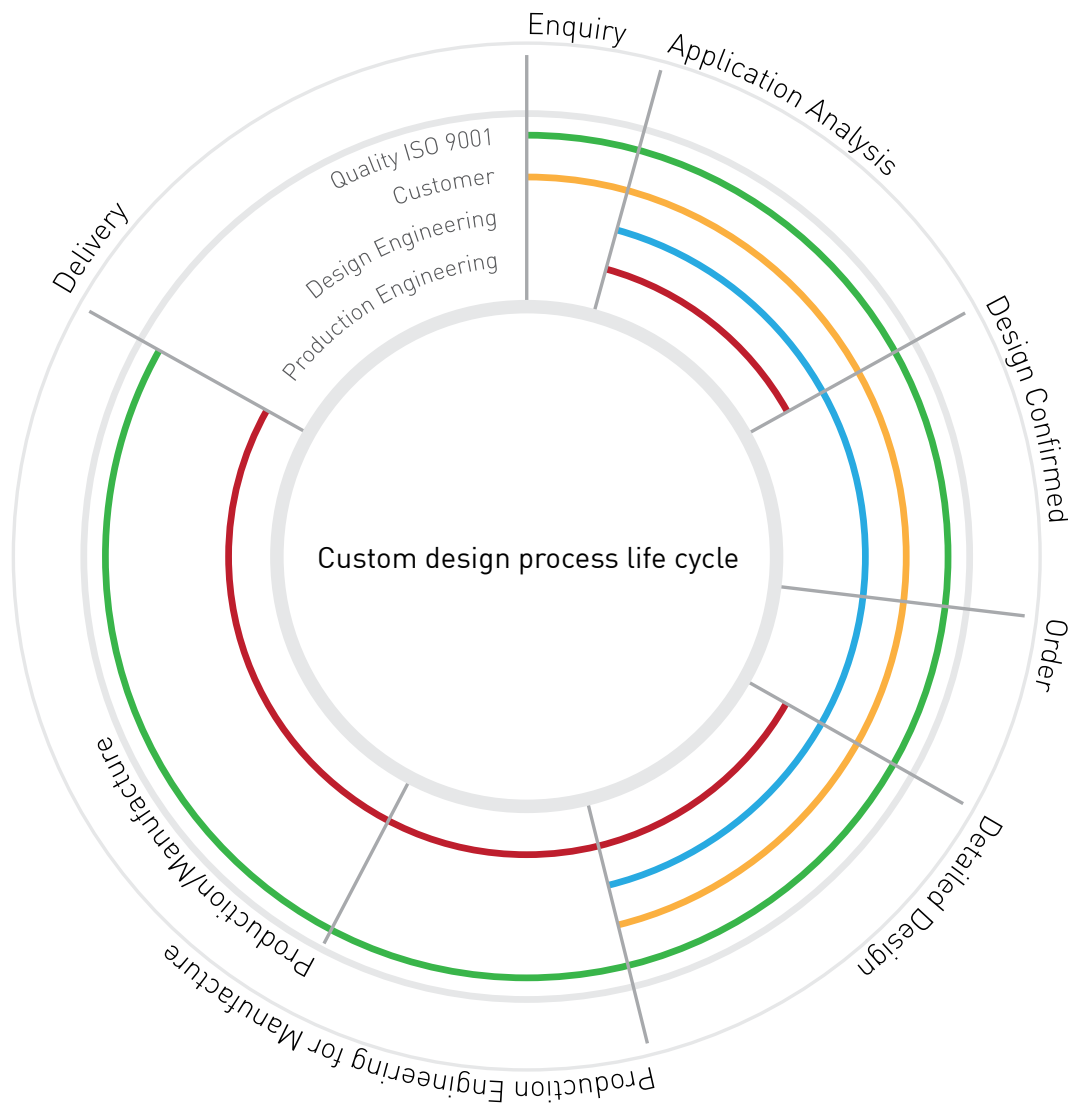 Enquiry
Application Analysis
Design Confirmed
Order
Detailed Design
Production Engineering for Manufacture
Production/Manufacture
Delivery
Quality ISO 9001
Customer
Design Engineering
Production Engineering
Custom design process life cycle